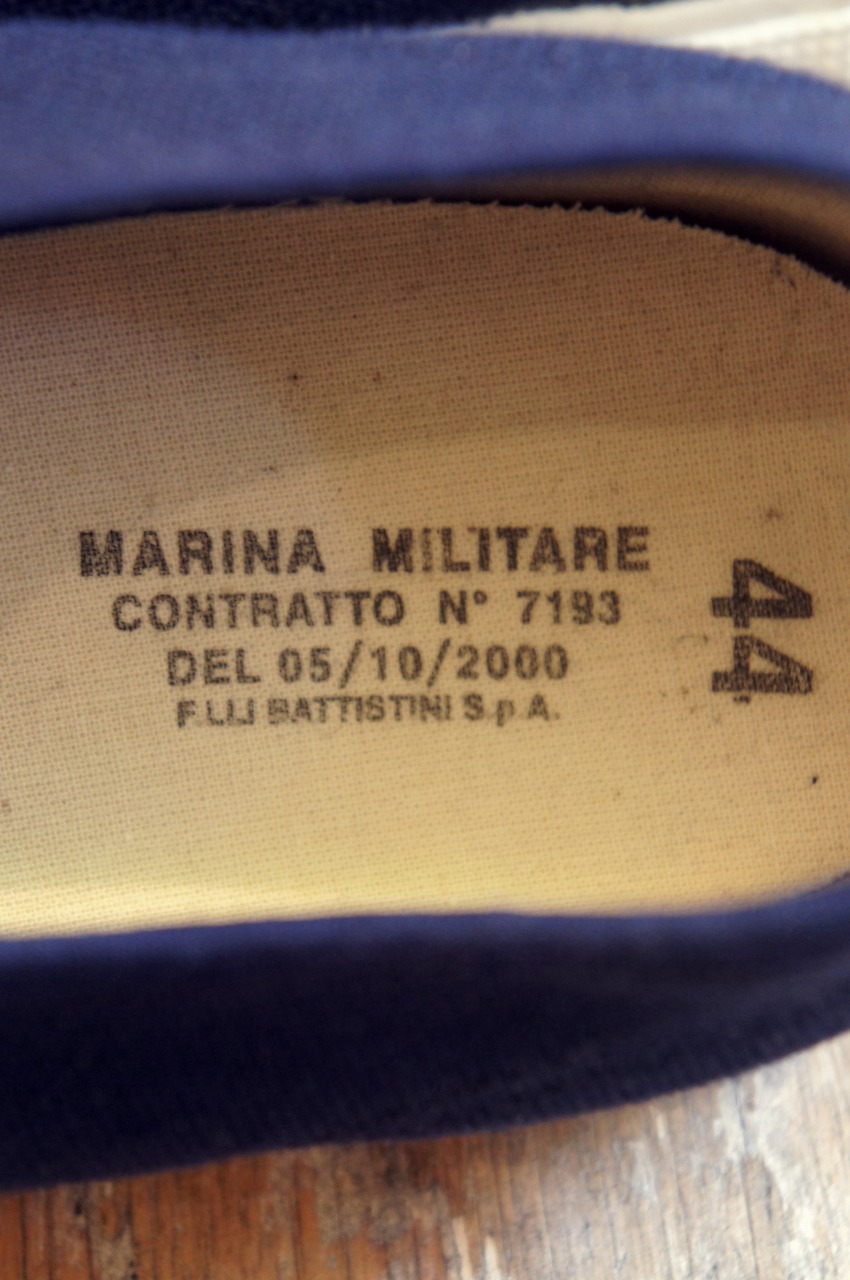 MARINA MILITARE
CONTRATTO N° 7193
DEL 05/10/2000
F.LLI BATTISTINI S.p.A.
44